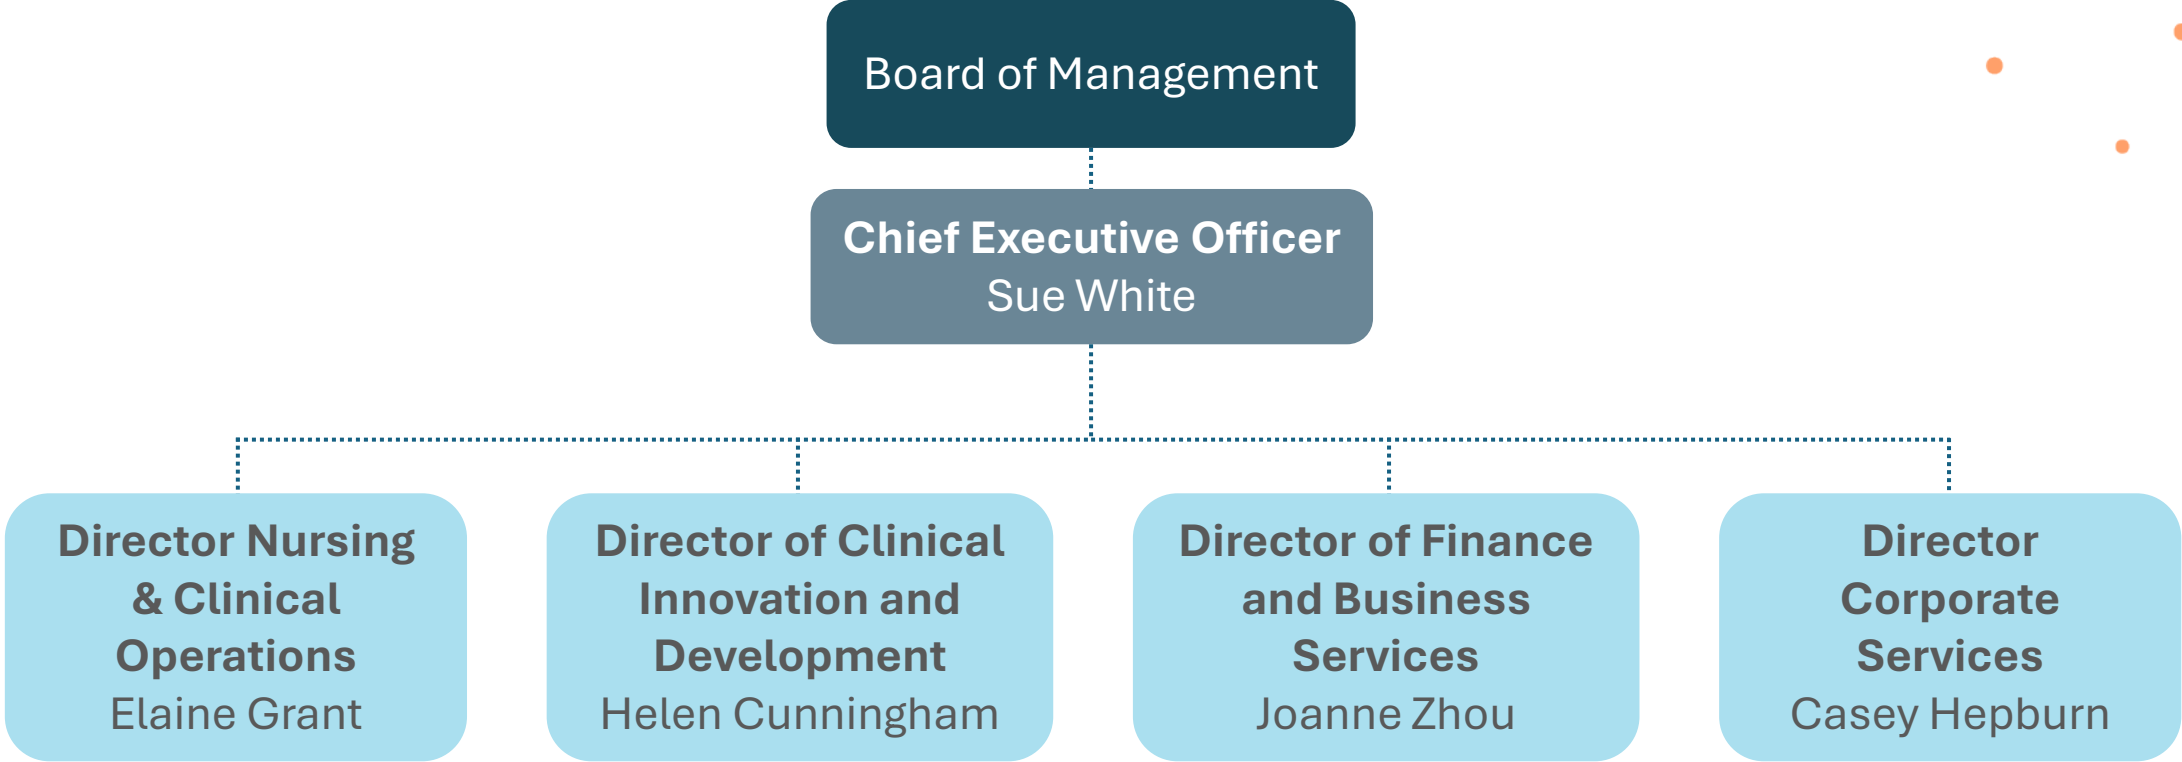 Board of Management
Chief Executive Officer
Sue White
Director Nursing
& Clinical
Operations
Elaine Grant
Director of Clinical
Innovation and
Development
Helen Cunningham
Director of Finance
and Business
Services
Joanne Zhou
Director
Corporate
Services
Casey Hepburn